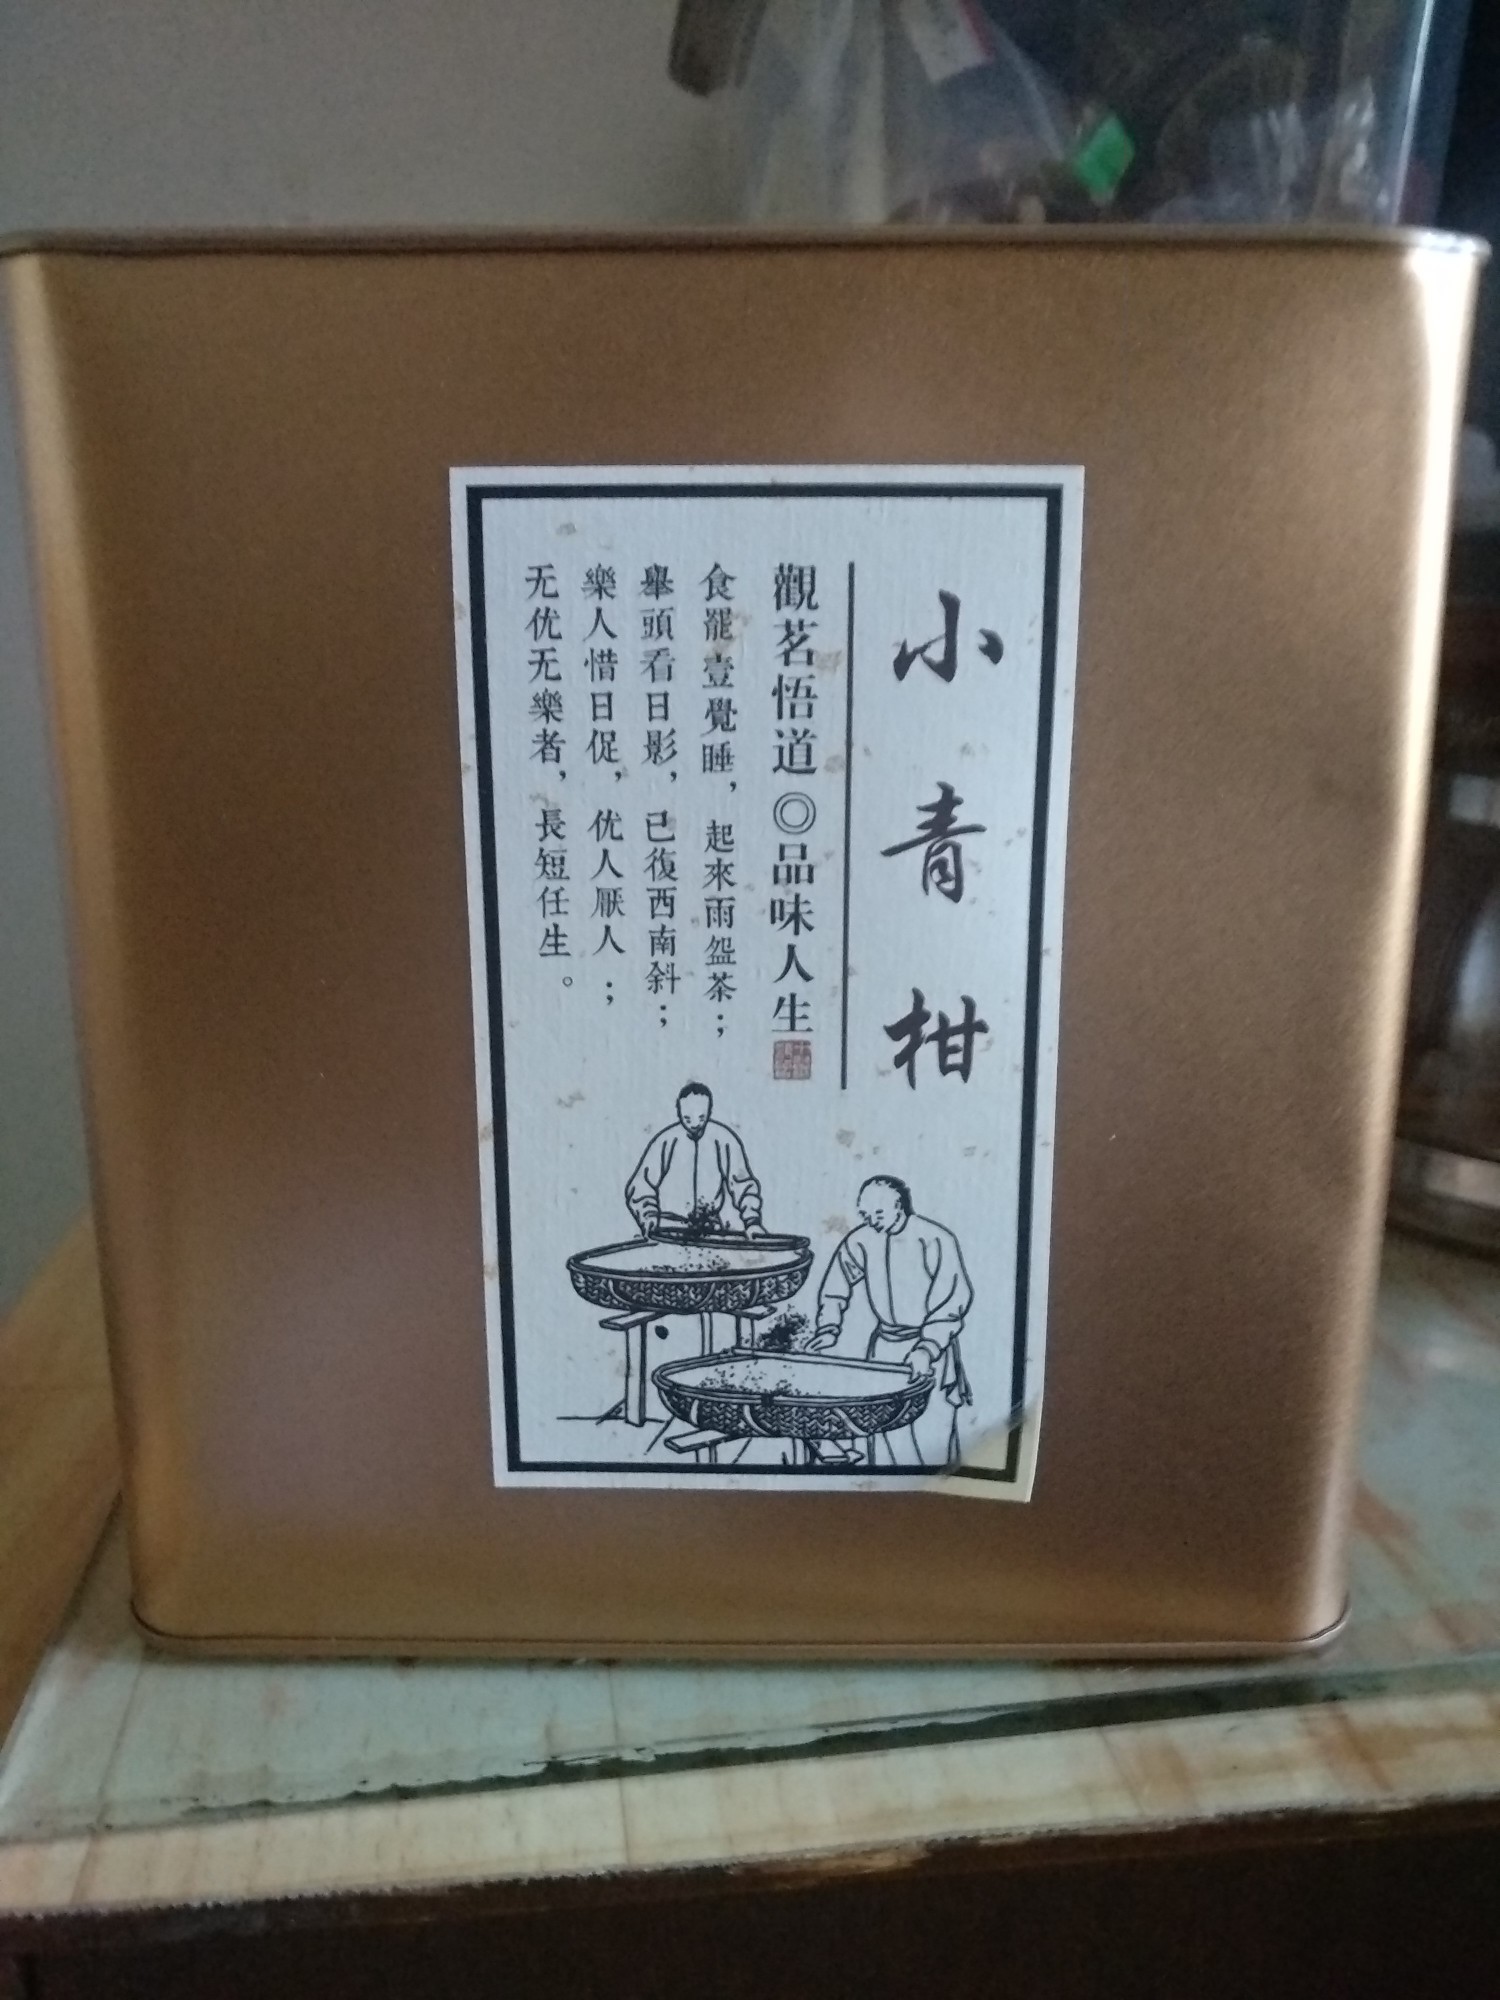 小青柑
觀茗悟道◎品味人生
食罷壹覺睡，起來雨盌茶；
舉頭看日影，已復西南斜；
樂人惜日促，优人厭人；
无优无樂者，長短任生。